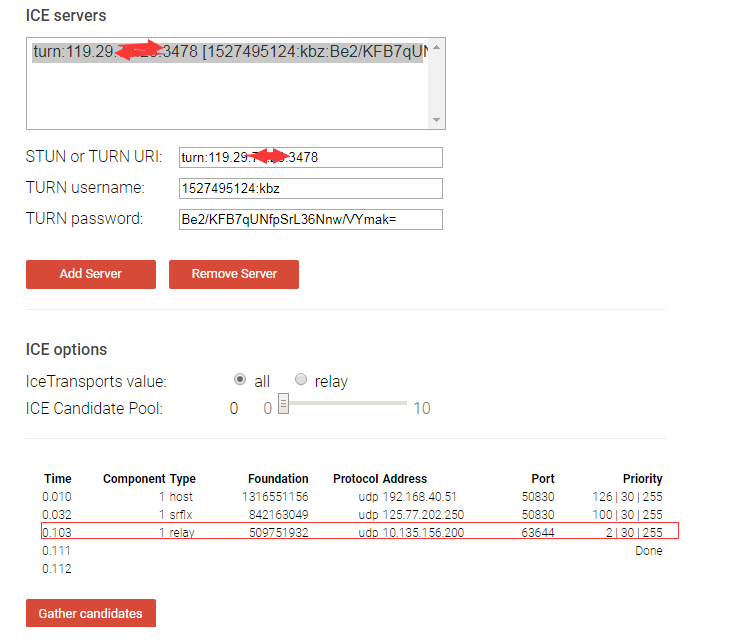 ICE servers
turn:119.29. 3478 [1527495124:kbz:Be2/KFB7qUN
STUN or TURN URI: turn:119.29. 3478
TURN username: 1527495124:kbz
TURN password: Be2/KFB7qUNfpSrL36Nnw/VYmak=
Add Server Remove Server
ICE options
IceTransports value: all relay
ICE Candidate Pool: 0 0 10
Time Component Type Foundation Protocol Address Port Priority
0.010 1 host 1316551156 udp 192.168.40.51 50830 126 | 30 | 255
0.032 1 srflx 842163049 udp 125.77.202.250 50830 100 | 30 | 255
0.103 1 relay 509751932 udp 10.135.156.200 63644 2 | 30 | 255
0.111 Done
0.112
Gather candidates